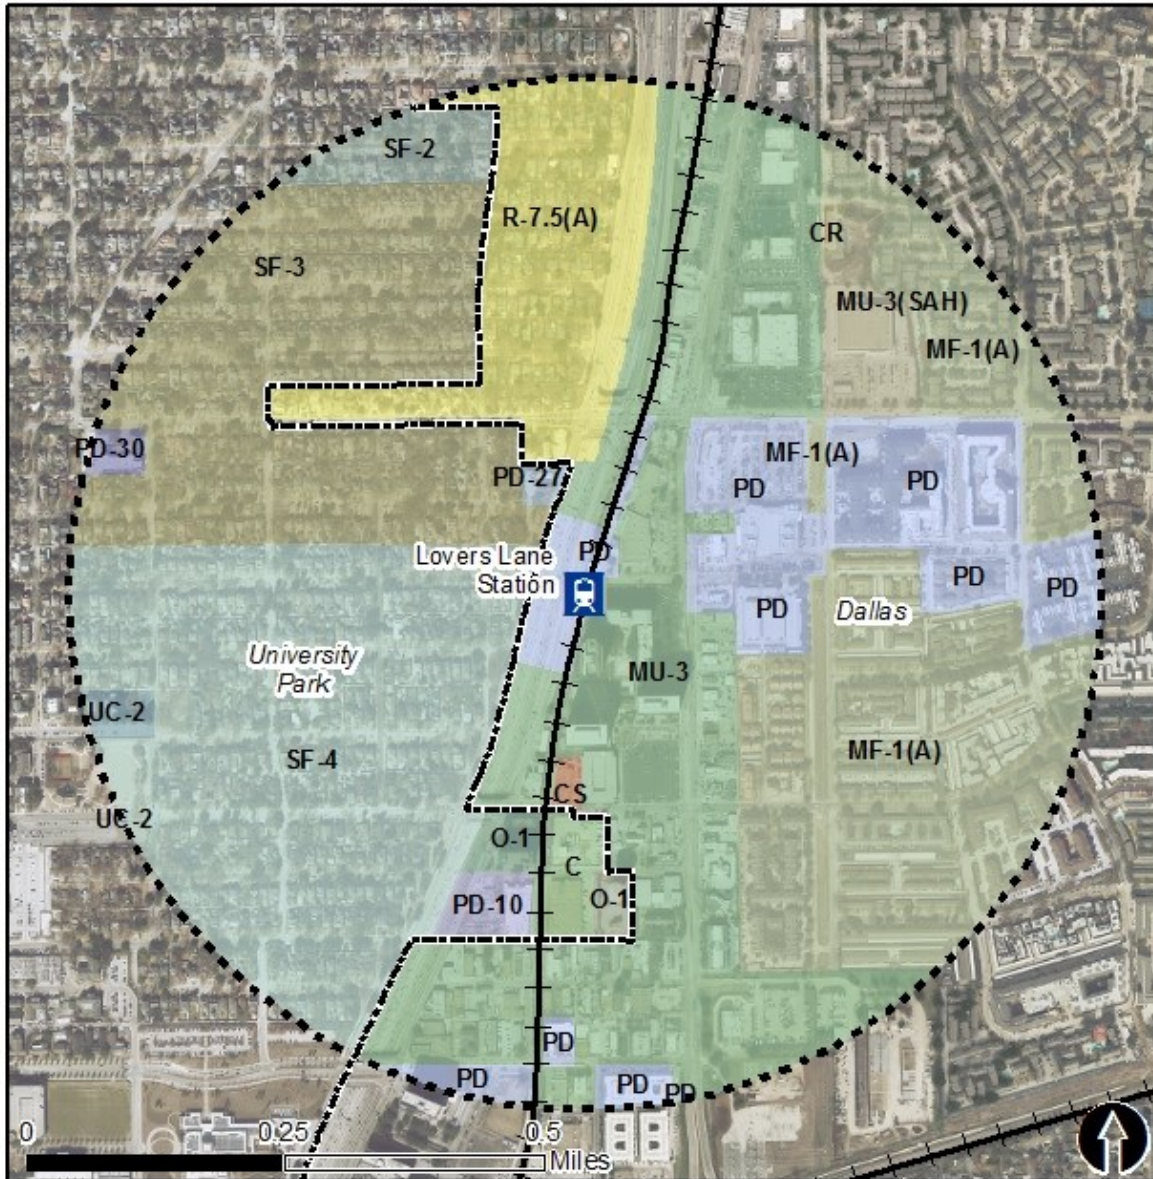 SF-2
R-7.5(A)
CR
SF-3
MU-3(SAH)
MF-1(A)
PD-30
MF-1(A)
PD-27
PD
PD
Lovers Lane
Station
PD
PD
PD
PD
Dallas
University
Park
MU-3
UC-2
SF-4
MF-1(A)
CS
UC-2
O-1
C
PD-10
O-1
PD
PD
PD
PD
0
0.25
0.5
Miles